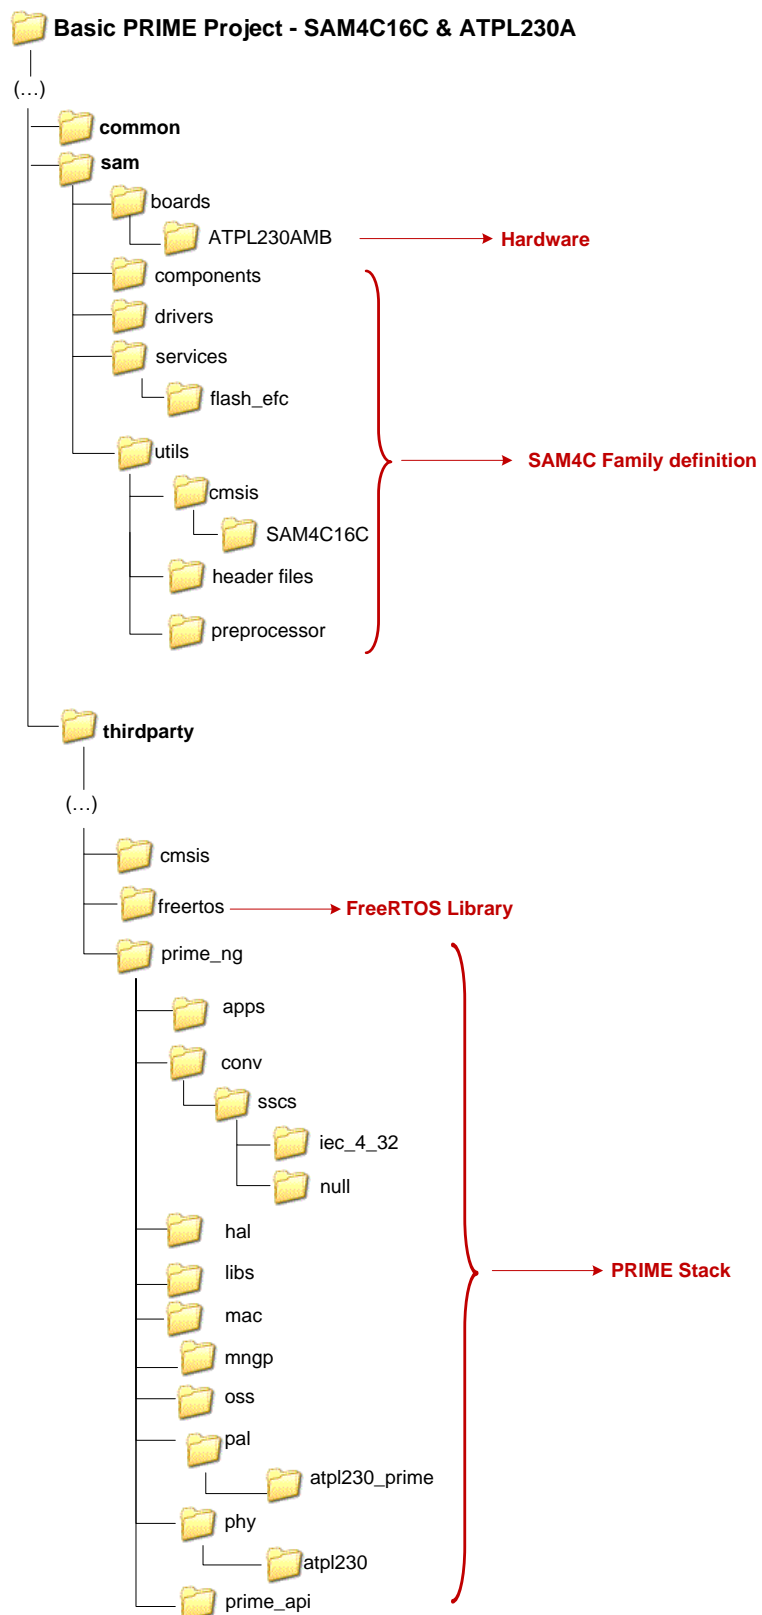 Basic PRIME Project - SAM4C16C & ATPL230A
(...)
common
sam
boards
ATPL230AMB
Hardware
components
drivers
services
flash_efc
utils
SAM4C Family definition
cmsis
SAM4C16C
header files
preprocessor
thirdparty
(...)
cmsis
freertos
FreeRTOS Library
prime_ng
apps
conv
sscs
iec_4_32
null
hal
libs
PRIME Stack
mac
mngp
oss
pal
atpl230_prime
phy
atpl230
prime_api